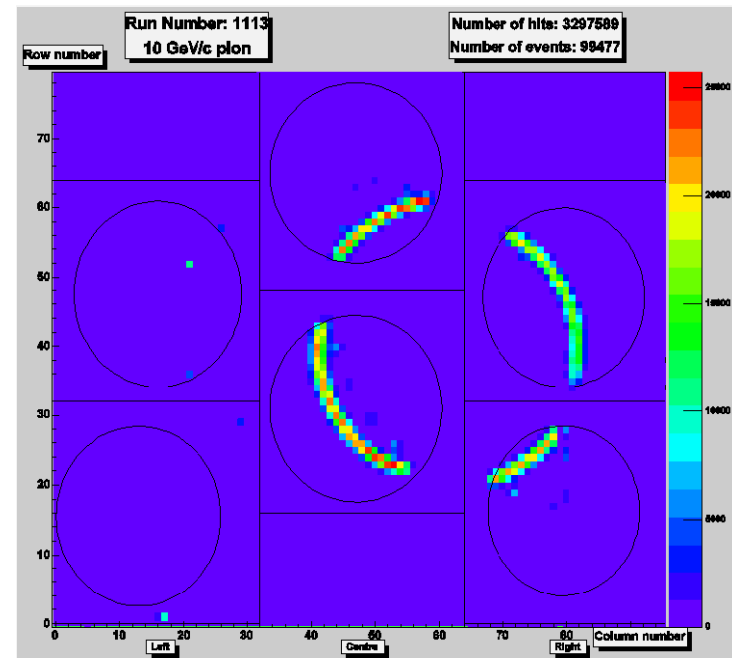 Run Number: 1113
10 GeV/c pion
Number of hits: 3297589
Number of events: 99477
Row number
70
60
50
40
30
20
10
0
0 10 20 30 40 50 60 70 80
Left
Centre
Right
Column number
25000
20000
15000
10000
5000
0